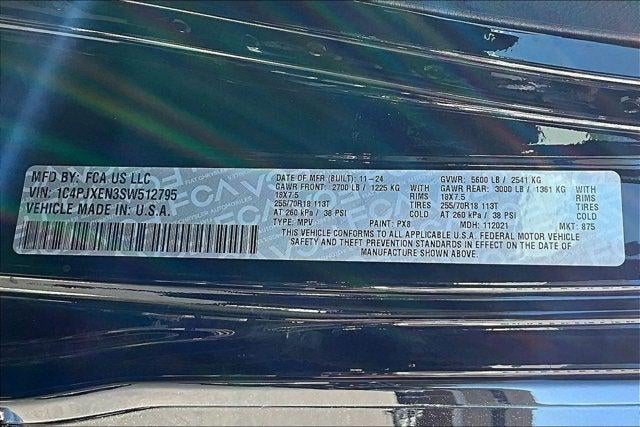 MFD BY: FCA US LLC
VIN: 1C4PJXEN3SW512795
VEHICLE MADE IN U.S.A.
DATE OF MFR (BUILT): 11-24 GVWR: 5600 LB / 2541 KG
GAWR FRONT: 2700 LB / 1225 KG WITH GAWR REAR: 3000 LB / 1361 KG WITH
18X7.5 RIMS 18X7.5 RIMS
255/70R18 113T TIRES 255/70R18 113T TIRES
AT 260 kPa / 38 PSI COLD AT 260 kPa / 38 PSI COLD
TYPE: MPV PAINT: PX8 MDH: 112021 MKT: 875
THIS VEHICLE CONFORMS TO ALL APPLICABLE U.S.A. FEDERAL MOTOR VEHICLE
SAFETY AND THEFT PREVENTION STANDARDS IN EFFECT ON THE DATE OF
MANUFACTURE SHOWN ABOVE.